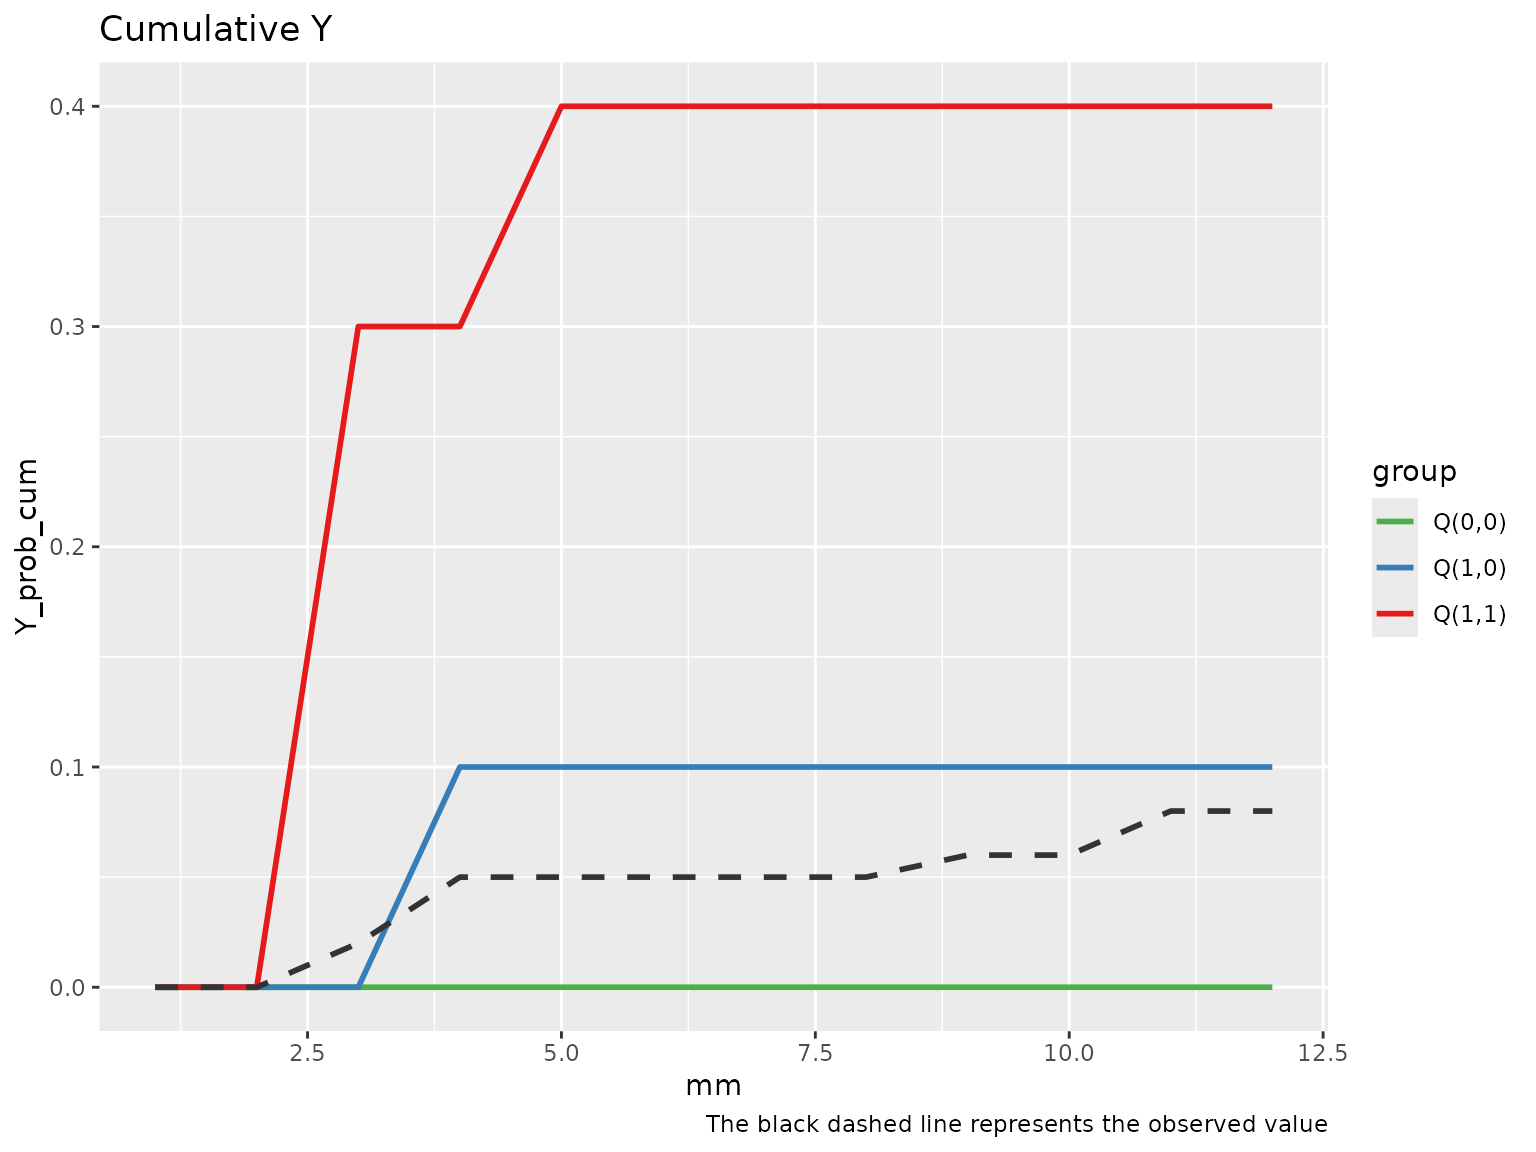 Cumulative Y
Y_prob_cum
0.4
0.3
0.2
0.1
0.0
2.5
5.0
7.5
10.0
12.5
mm
The black dashed line represents the observed value
group
Q(0,0)
Q(1,0)
Q(1,1)